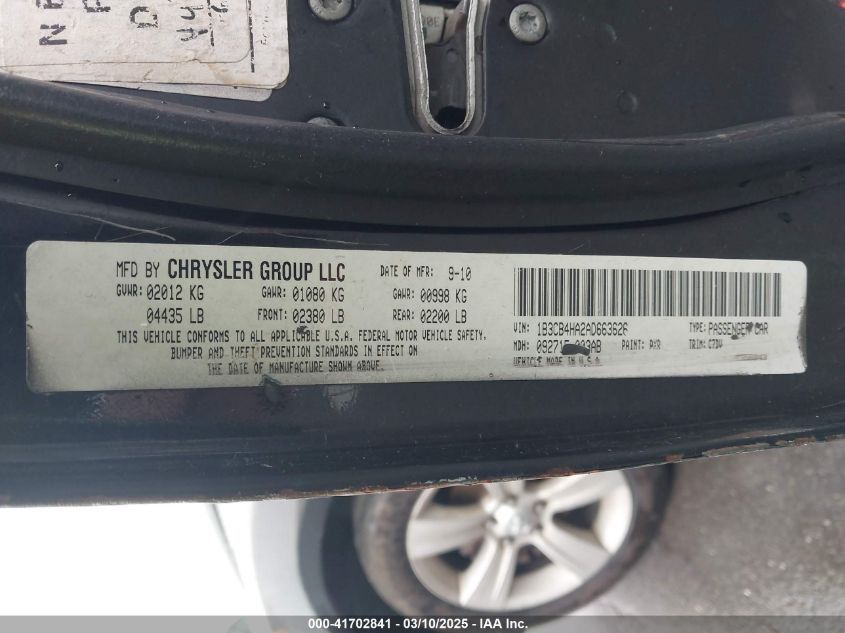 MFD BY CHRYSLER GROUP LLC DATE OF MFR: 9-10
GVWR: 02012 KG GAWR: 01080 KG GAWR: 00998 KG
04435 LB FRONT: 02380 LB REAR: 02200 LB
THIS VEHICLE CONFORMS TO ALL APPLICABLE U.S.A. FEDERAL MOTOR VEHICLE SAFETY.
BUMPER AND THEFT PREVENTION STANDARDS IN EFFECT ON
THE DATE OF MANUFACTURE SHOWN ABOVE.
VIN: 1B3CB4HA2AD663626 TYPE: PASSENGER CAR
MDH: 092715 PAINT: PXR TRIM: C7DV
VEHICLE MADE IN U.S.A
000-41702841 - 03/10/2025 - IAA Inc.